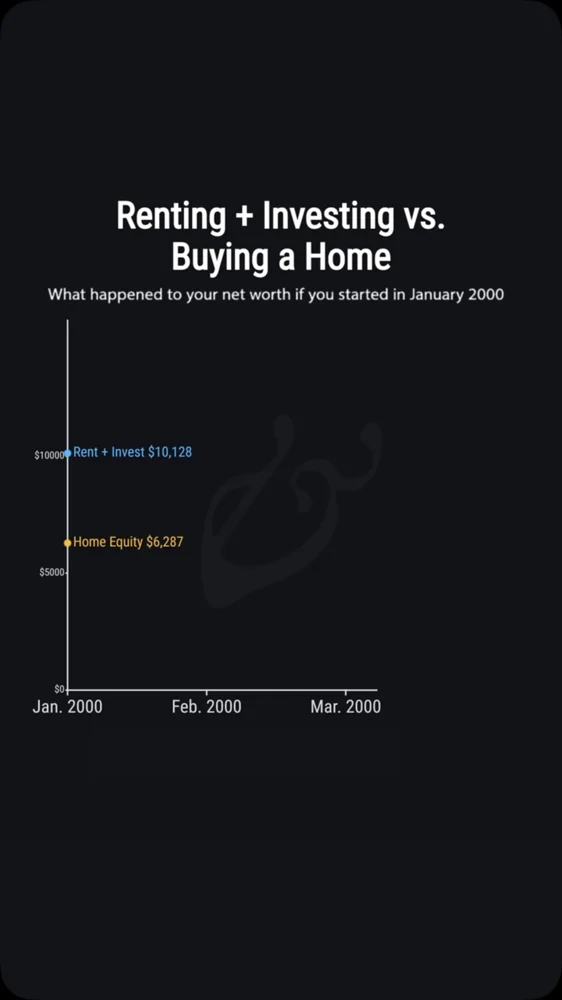 Renting + Investing vs.
Buying a Home
What happened to your net worth if you started in January 2000
$10000
Rent + Invest $10,128
Home Equity $6,287
$5000
$0
Jan. 2000
Feb. 2000
Mar. 2000
&